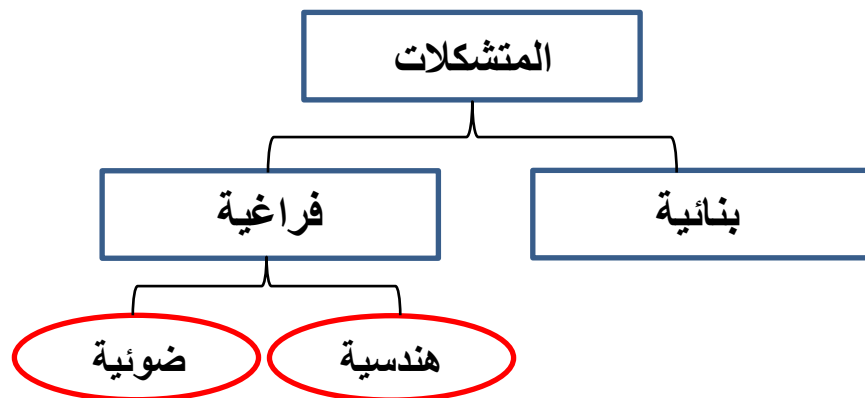 المتشكلات
بنائية
فراغية
هندسية
ضوئية